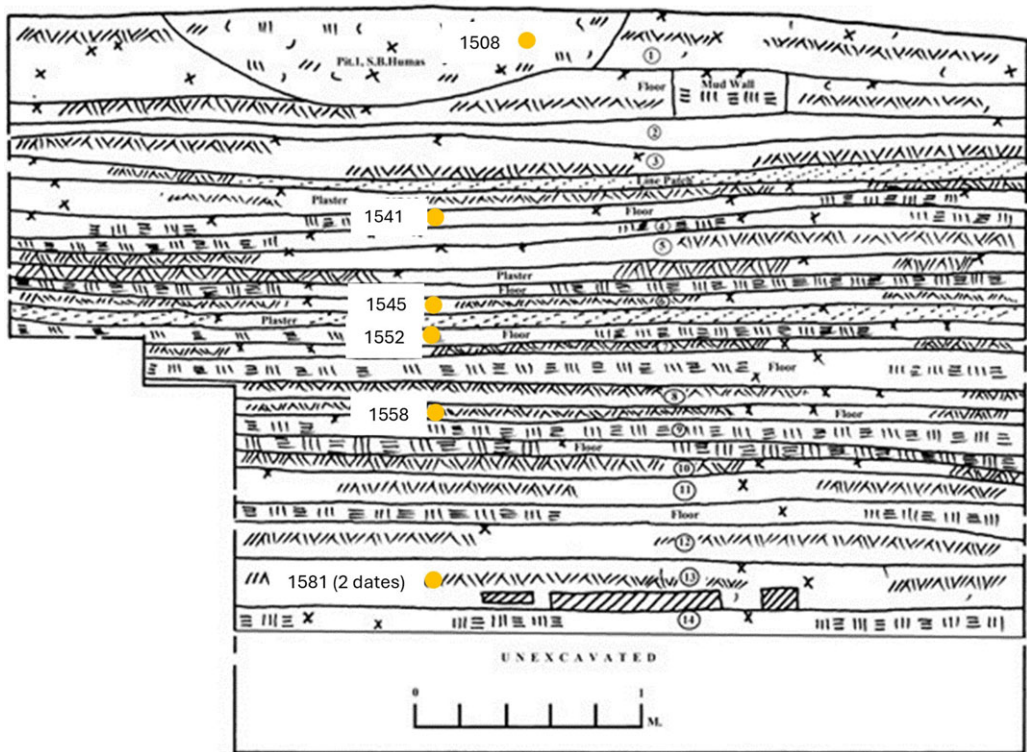 1508
①
Pit.1, S.B.Humas
Floor
Mud Wall
②
③
Line Patch
Plaster
1541
Floor
④
⑤
Plaster
Floor
1545
⑥
Plaster
1552
Floor
⑦
Floor
⑧
1558
Floor
⑨
Floor
⑩
⑪
Floor
⑫
1581 (2 dates)
⑬
⑭
UNEXCAVATED
0
1
M.